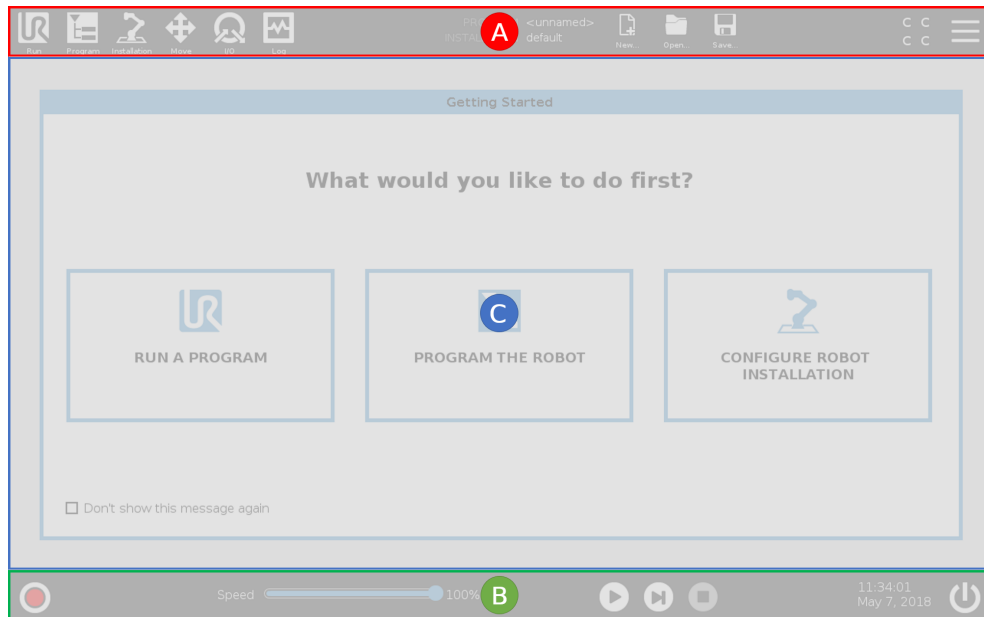 PR <unnamed>
INSTA default
A
Run Program Installation Move I/O Log New... Open... Save...
C C
C C
Getting Started
What would you like to do first?
C
RUN A PROGRAM
PROGRAM THE ROBOT
CONFIGURE ROBOT
INSTALLATION
Don't show this message again
Speed 100%
B
11:34:01
May 7, 2018